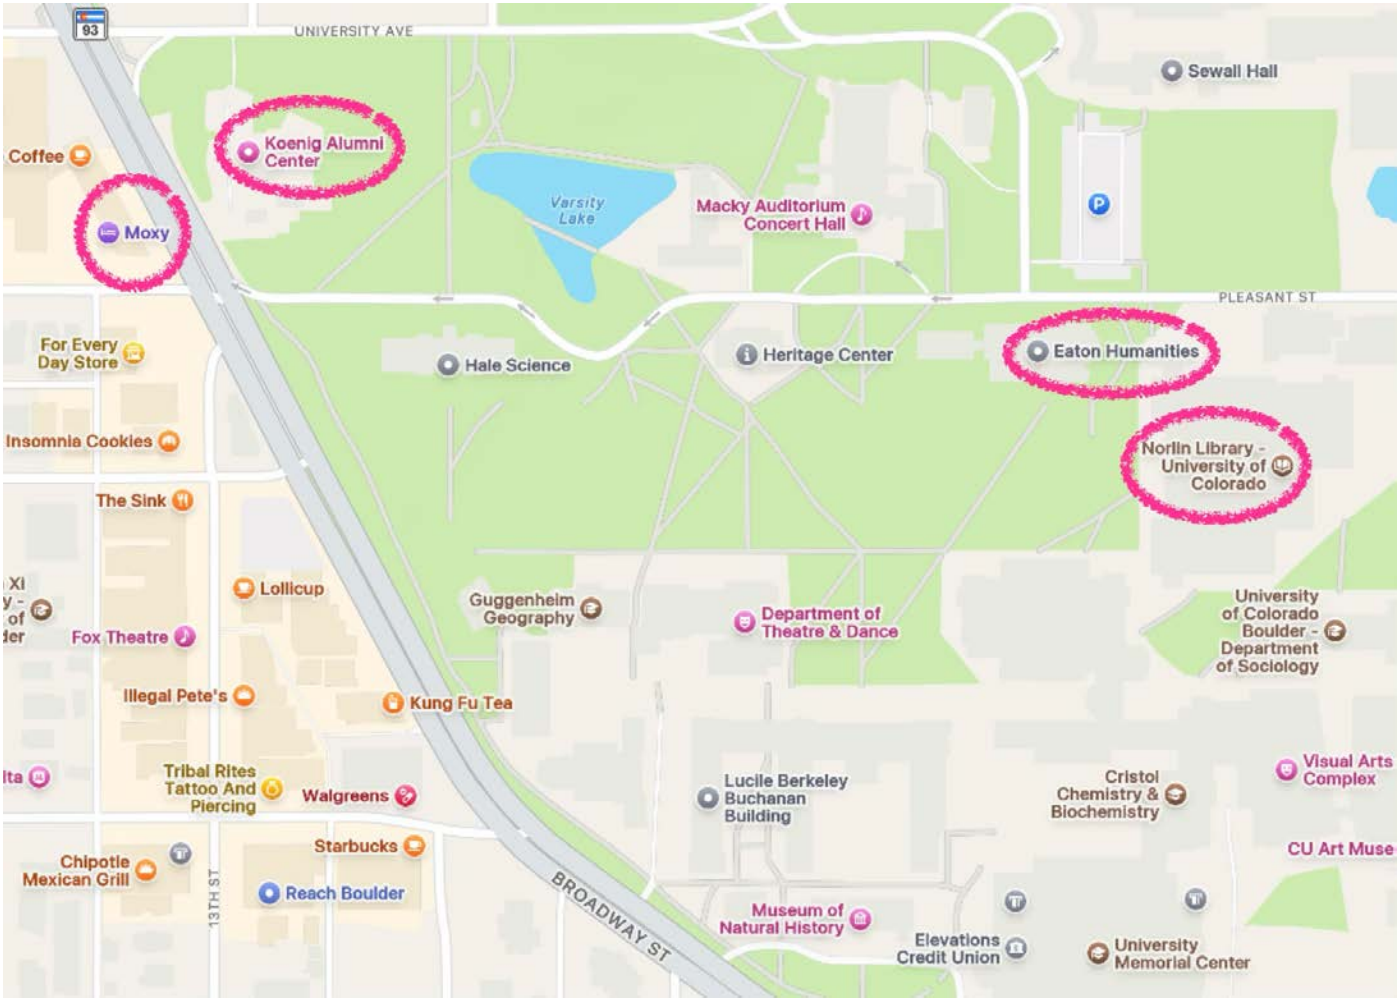 93
UNIVERSITY AVE
Sewall Hall
Koenig Alumni
Center
Coffee
Varsity
Lake
Macky Auditorium
Concert Hall
P
Moxy
PLEASANT ST
For Every
Day Store
Hale Science
Heritage Center
Eaton Humanities
Insomnia Cookies
Norlin Library -
University of
Colorado
The Sink
Xi
y -
of
der
Lollicup
Guggenheim
Geography
Department of
Theatre & Dance
University
of Colorado
Boulder -
Department
of Sociology
Fox Theatre
Illegal Pete's
Kung Fu Tea
lta
Tribal Rites
Tattoo And
Piercing
Walgreens
Lucile Berkeley
Buchanan
Building
Cristol
Chemistry &
Biochemistry
Visual Arts
Complex
Starbucks
CU Art Muse
Chipotle
Mexican Grill
13TH ST
Reach Boulder
BROADWAY ST
Museum of
Natural History
Elevations
Credit Union
University
Memorial Center